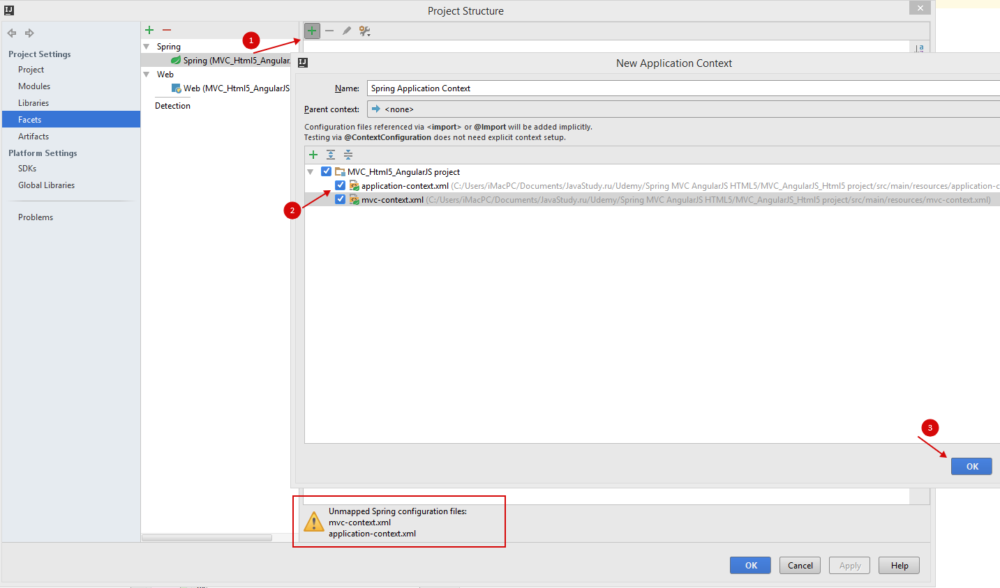 Project Structure
Project Settings
Project
Modules
Libraries
Facets
Artifacts
Platform Settings
SDKs
Global Libraries
Problems
Spring
Spring (MVC_Html5_Angular.
Web
Web (MVC_Html5_AngularJS
Detection
1
New Application Context
Name: Spring Application Context
Parent context: <none>
Configuration files referenced via <import> or @Import will be added implicitly.
Testing via @ContextConfiguration does not need explicit context setup.
MVC_Html5_AngularJS project
application-context.xml (C:/Users/iMacPC/Documents/JavaStudy.ru/Udemy/Spring MVC AngularJS HTML5/MVC_AngularJS_Html5 project/src/main/resources/application-c
mvc-context.xml (C:/Users/iMacPC/Documents/JavaStudy.ru/Udemy/Spring MVC AngularJS HTML5/MVC_AngularJS_Html5 project/src/main/resources/mvc-context.xml)
2
3
OK
Unmapped Spring configuration files:
mvc-context.xml
application-context.xml
OK Cancel Apply Help